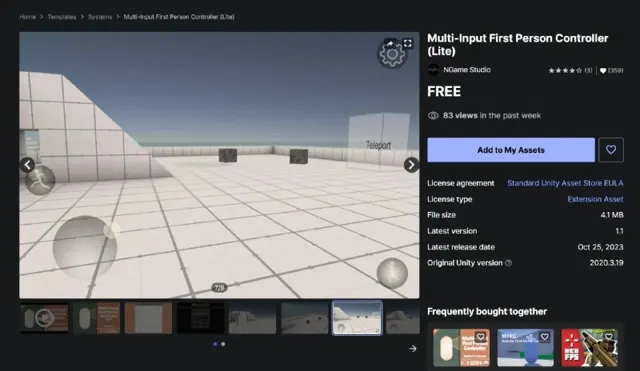 Home > Templates > Systems > Multi-Input First Person Controller (Lite)
Teleport
7/9
Multi-Input First Person Controller
(Lite)
NGame Studio
(3) | (359)
FREE
83 views in the past week
Add to My Assets
License agreement Standard Unity Asset Store EULA
License type Extension Asset
File size 4.1 MB
Latest version 1.1
Latest release date Oct 25, 2023
Original Unity version 2020.3.19
Frequently bought together
NEO
FPS